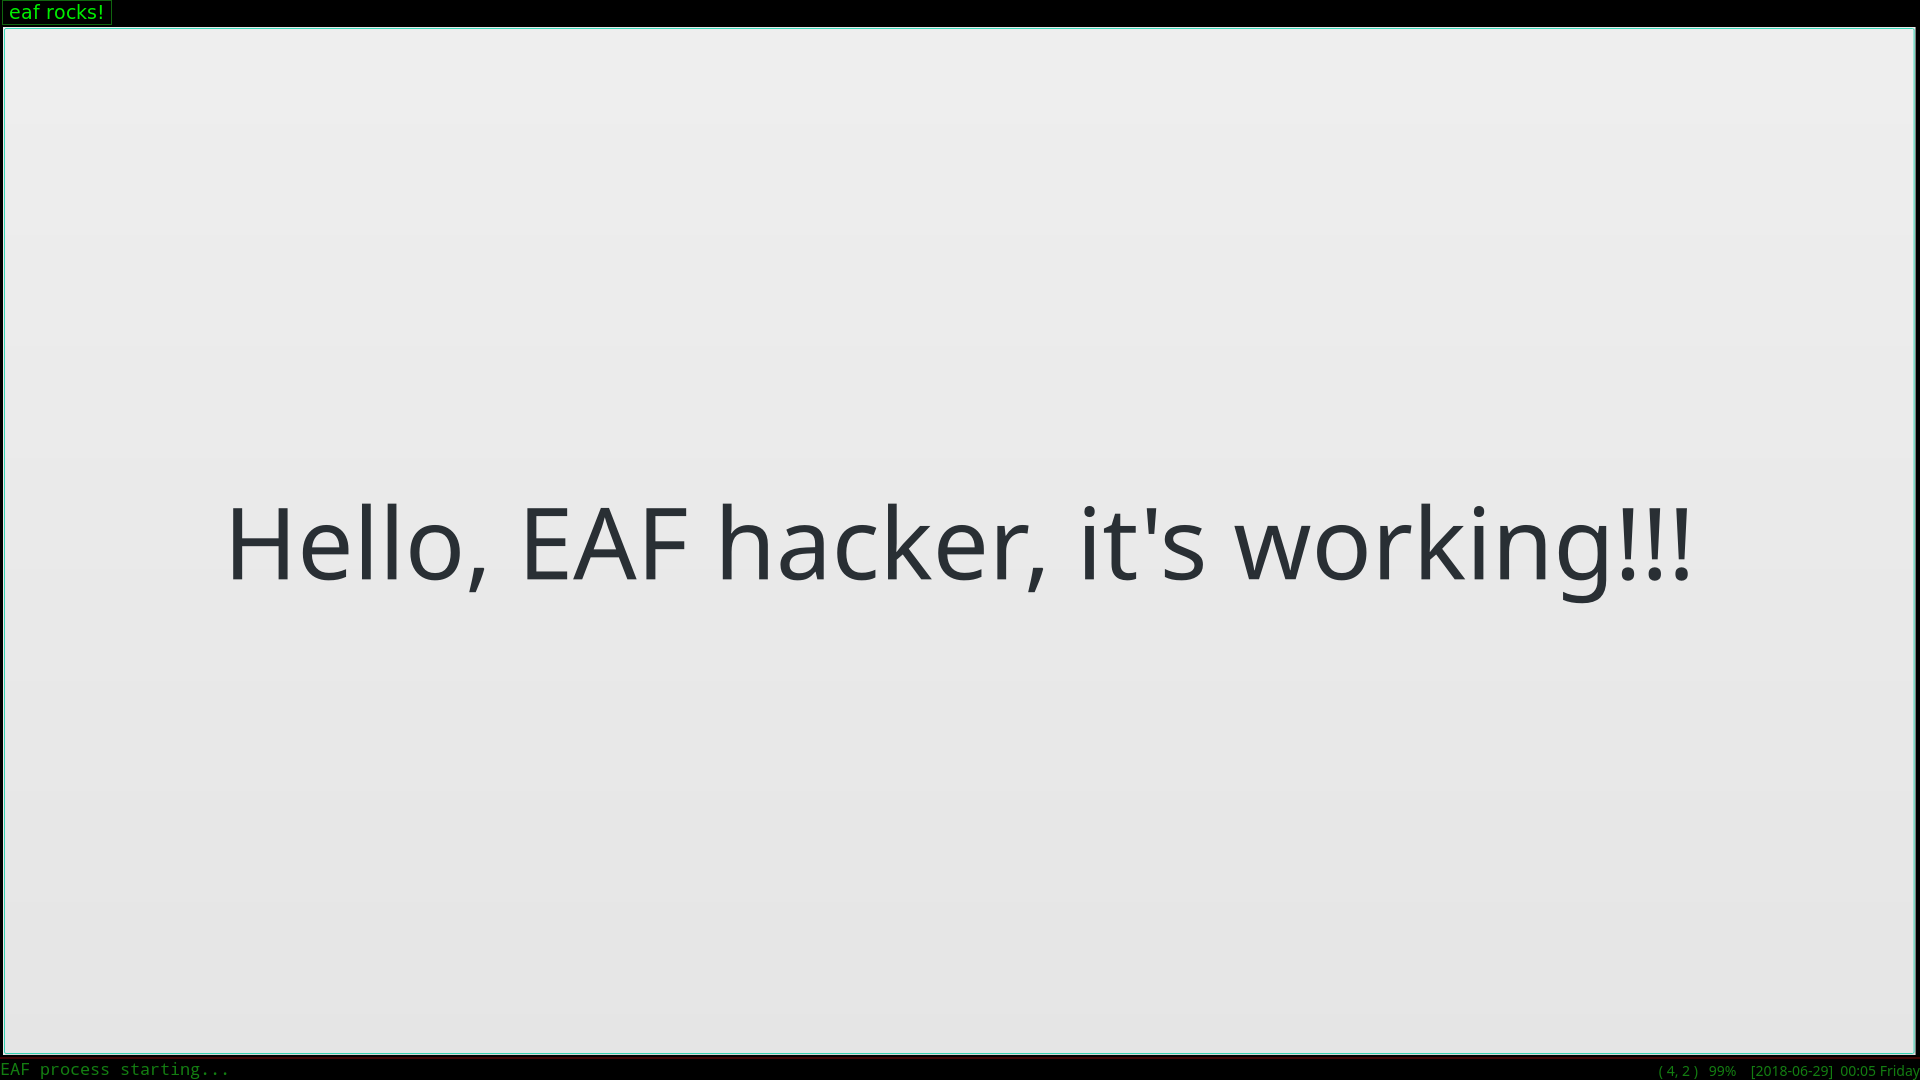 eaf rocks!
Hello, EAF hacker, it's working!!!
EAF process starting... ( 4, 2 ) 99% [2018-06-29] 00:05 Friday